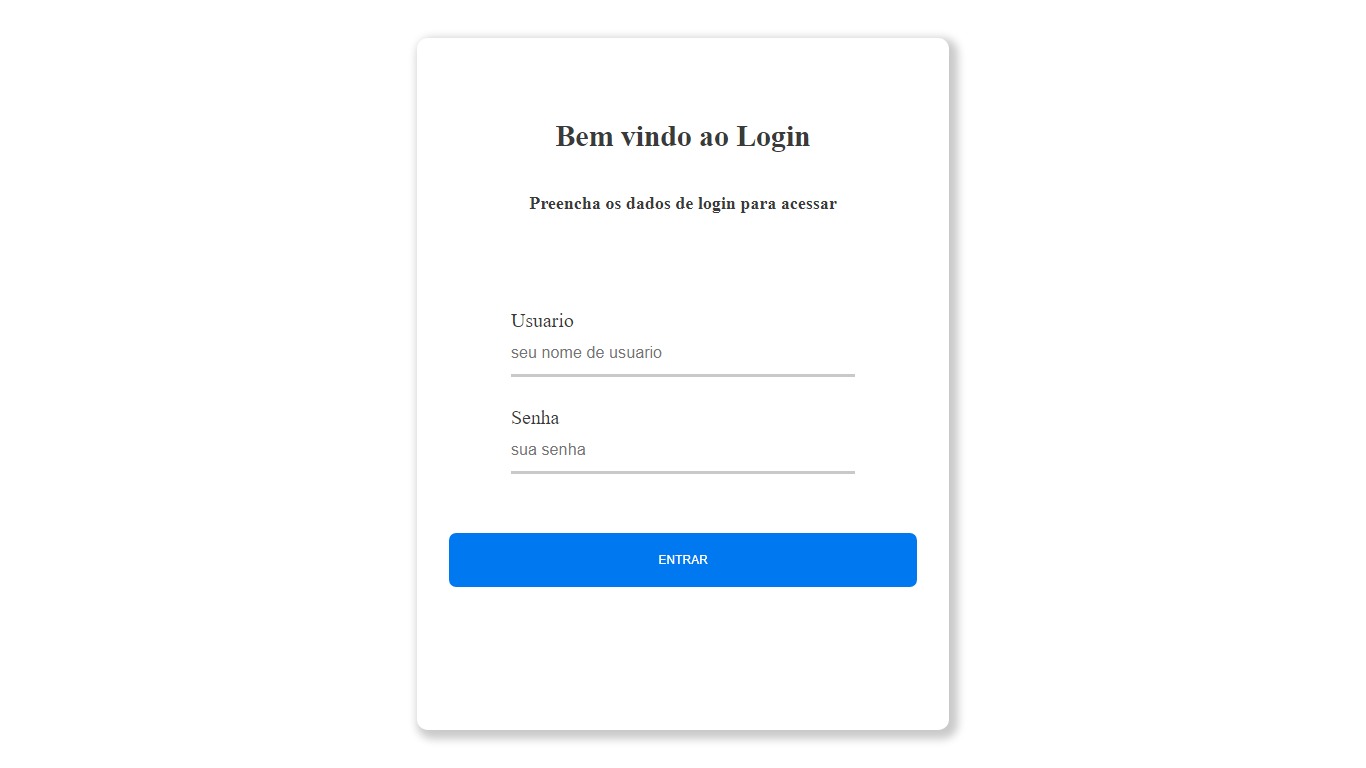 Bem vindo ao Login
Preencha os dados de login para acessar
Usuario
seu nome de usuario
Senha
sua senha
ENTRAR